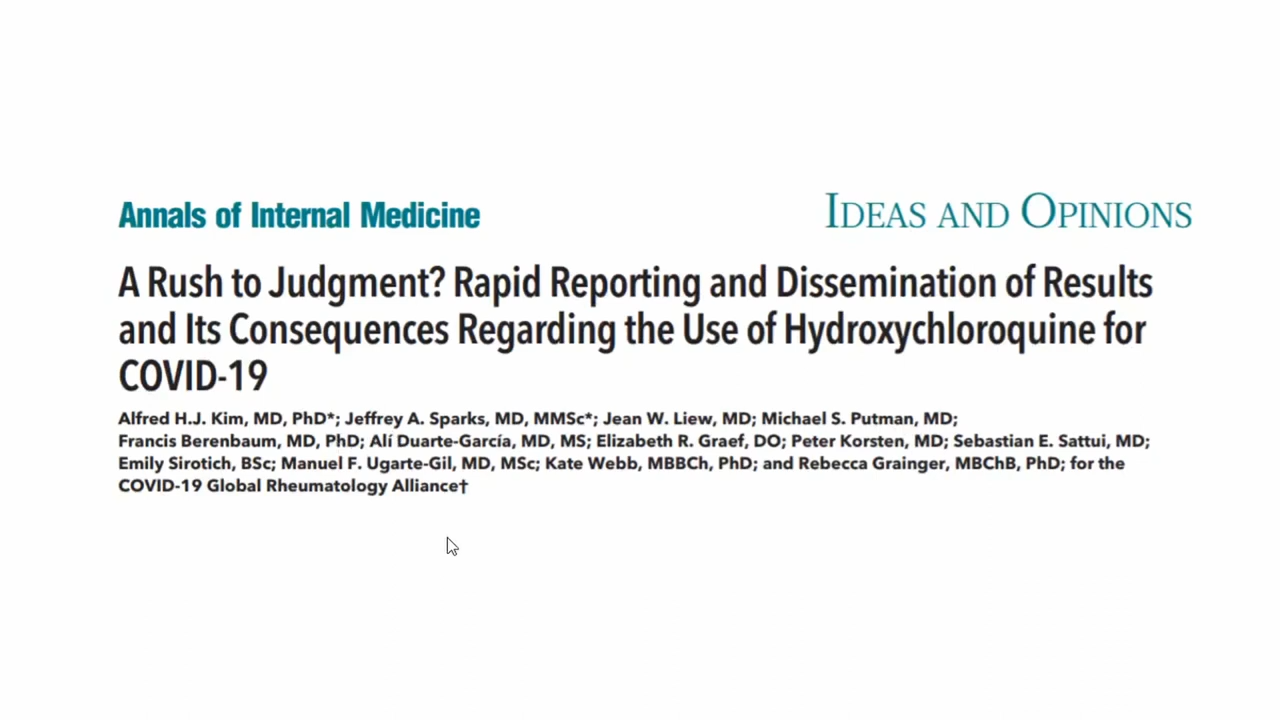 Annals of Internal Medicine
IDEAS AND OPINIONS
A Rush to Judgment? Rapid Reporting and Dissemination of Results
and Its Consequences Regarding the Use of Hydroxychloroquine for
COVID-19
Alfred H.J. Kim, MD, PhD*; Jeffrey A. Sparks, MD, MMSc*; Jean W. Liew, MD; Michael S. Putman, MD;
Francis Berenbaum, MD, PhD; Alí Duarte-García, MD, MS; Elizabeth R. Graef, DO; Peter Korsten, MD; Sebastian E. Sattui, MD;
Emily Sirotich, BSc; Manuel F. Ugarte-Gil, MD, MSc; Kate Webb, MBBCh, PhD; and Rebecca Grainger, MBChB, PhD; for the
COVID-19 Global Rheumatology Alliance†